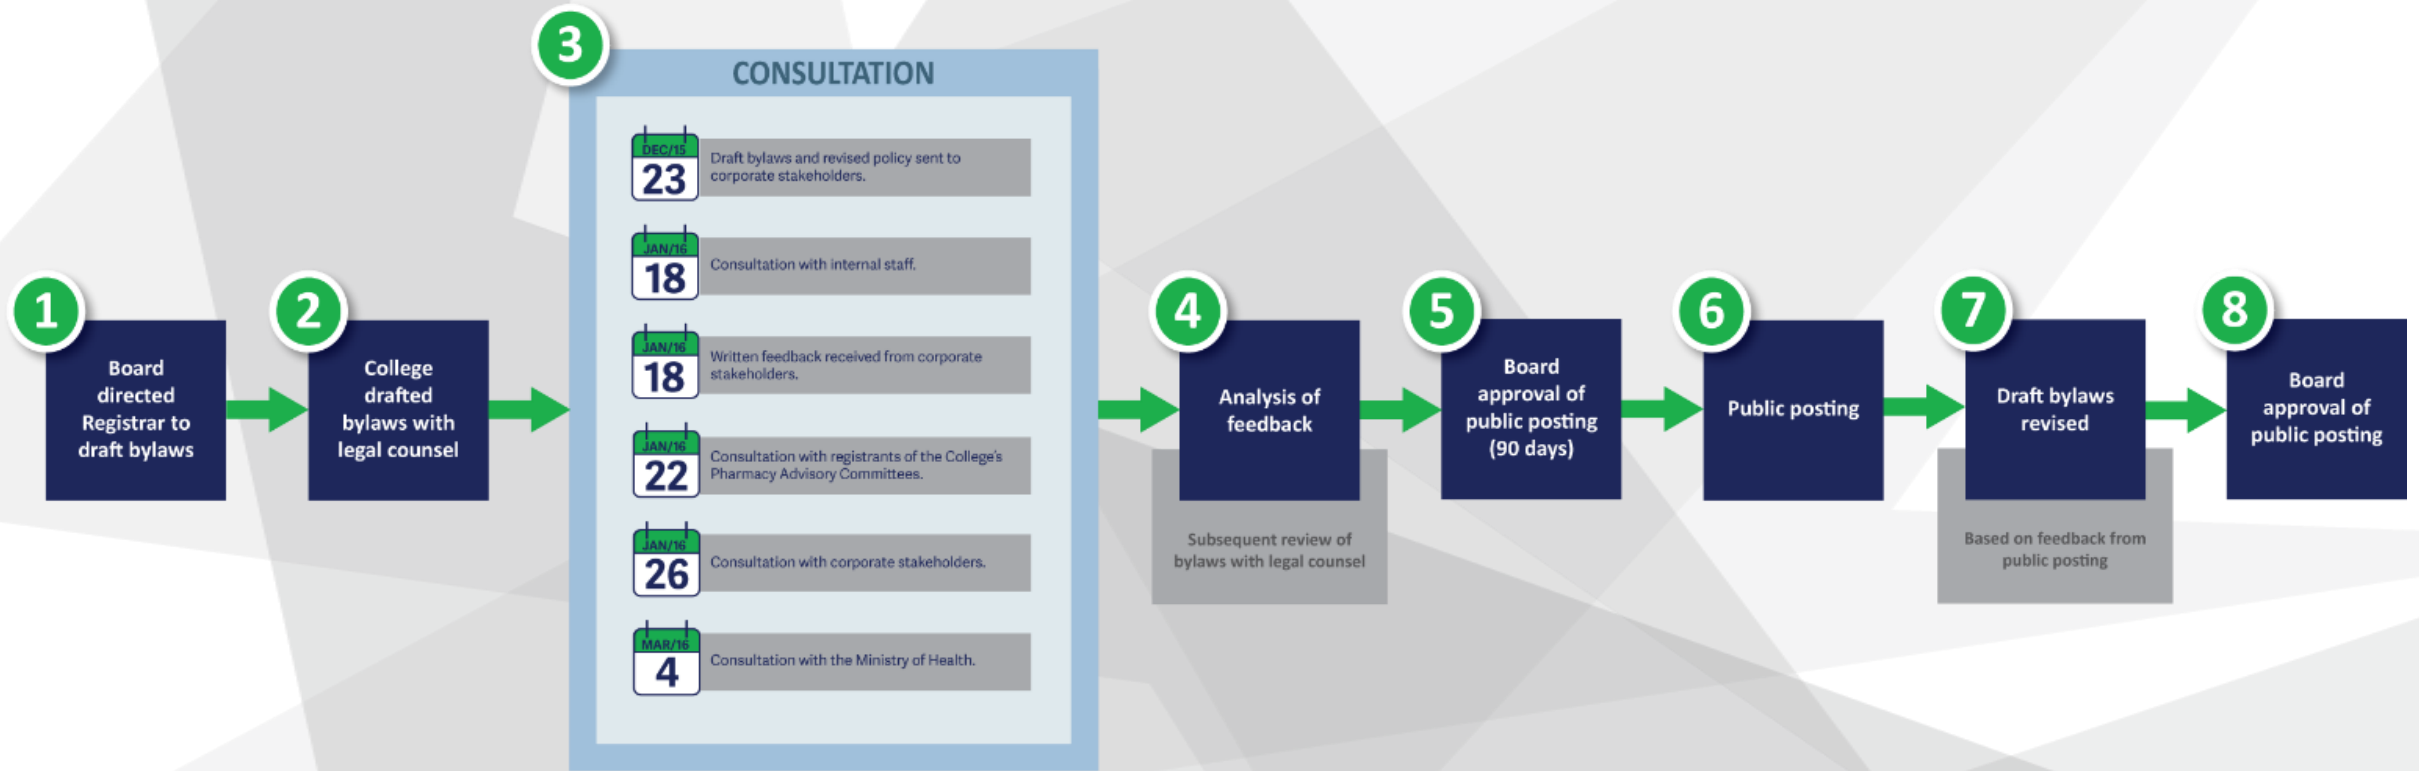 1
Board
directed
Registrar to
draft bylaws
2
College
drafted
bylaws with
legal counsel
3
CONSULTATION
DEC/15
23
Draft bylaws and revised policy sent to
corporate stakeholders.
JAN/16
18
Consultation with internal staff.
JAN/16
18
Written feedback received from corporate
stakeholders.
JAN/16
22
Consultation with registrants of the College's
Pharmacy Advisory Committees.
JAN/16
26
Consultation with corporate stakeholders.
MAR/16
4
Consultation with the Ministry of Health.
4
Analysis of
feedback
Subsequent review of
bylaws with legal counsel
5
Board
approval of
public posting
(90 days)
6
Public posting
7
Draft bylaws
revised
Based on feedback from
public posting
8
Board
approval of
public posting